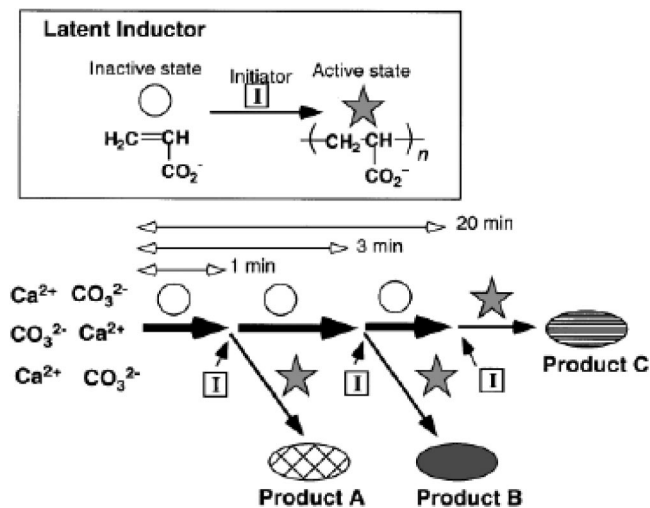 Latent Inductor
Inactive state
Initiator
Active state
I
H₂C=CH
CO₂⁻
(CH₂-CH)n
CO₂⁻
20 min
3 min
1 min
Ca²⁺ CO₃²⁻
CO₃²⁻ Ca²⁺
Ca²⁺ CO₃²⁻
I
I
I
Product C
Product A
Product B